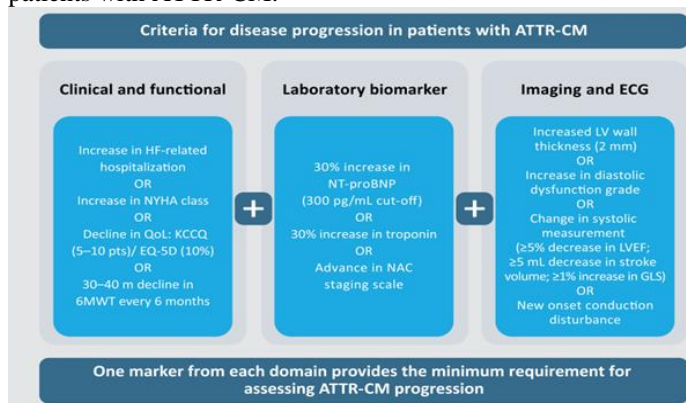 patients with ATTR-CM.
Criteria for disease progression in patients with ATTR-CM
Clinical and functional
Increase in HF-related
hospitalization
OR
Increase in NYHA class
OR
Decline in QoL: KCCQ
(5–10 pts)/ EQ-5D (10%)
OR
30–40 m decline in
6MWT every 6 months
+
Laboratory biomarker
30% increase in
NT-proBNP
(300 pg/mL cut-off)
OR
30% increase in troponin
OR
Advance in NAC
staging scale
+
Imaging and ECG
Increased LV wall
thickness (2 mm)
OR
Increase in diastolic
dysfunction grade
OR
Change in systolic
measurement
(≥5% decrease in LVEF;
≥5 mL decrease in stroke
volume; ≥1% increase in GLS)
OR
New onset conduction
disturbance
One marker from each domain provides the minimum requirement for
assessing ATTR-CM progression